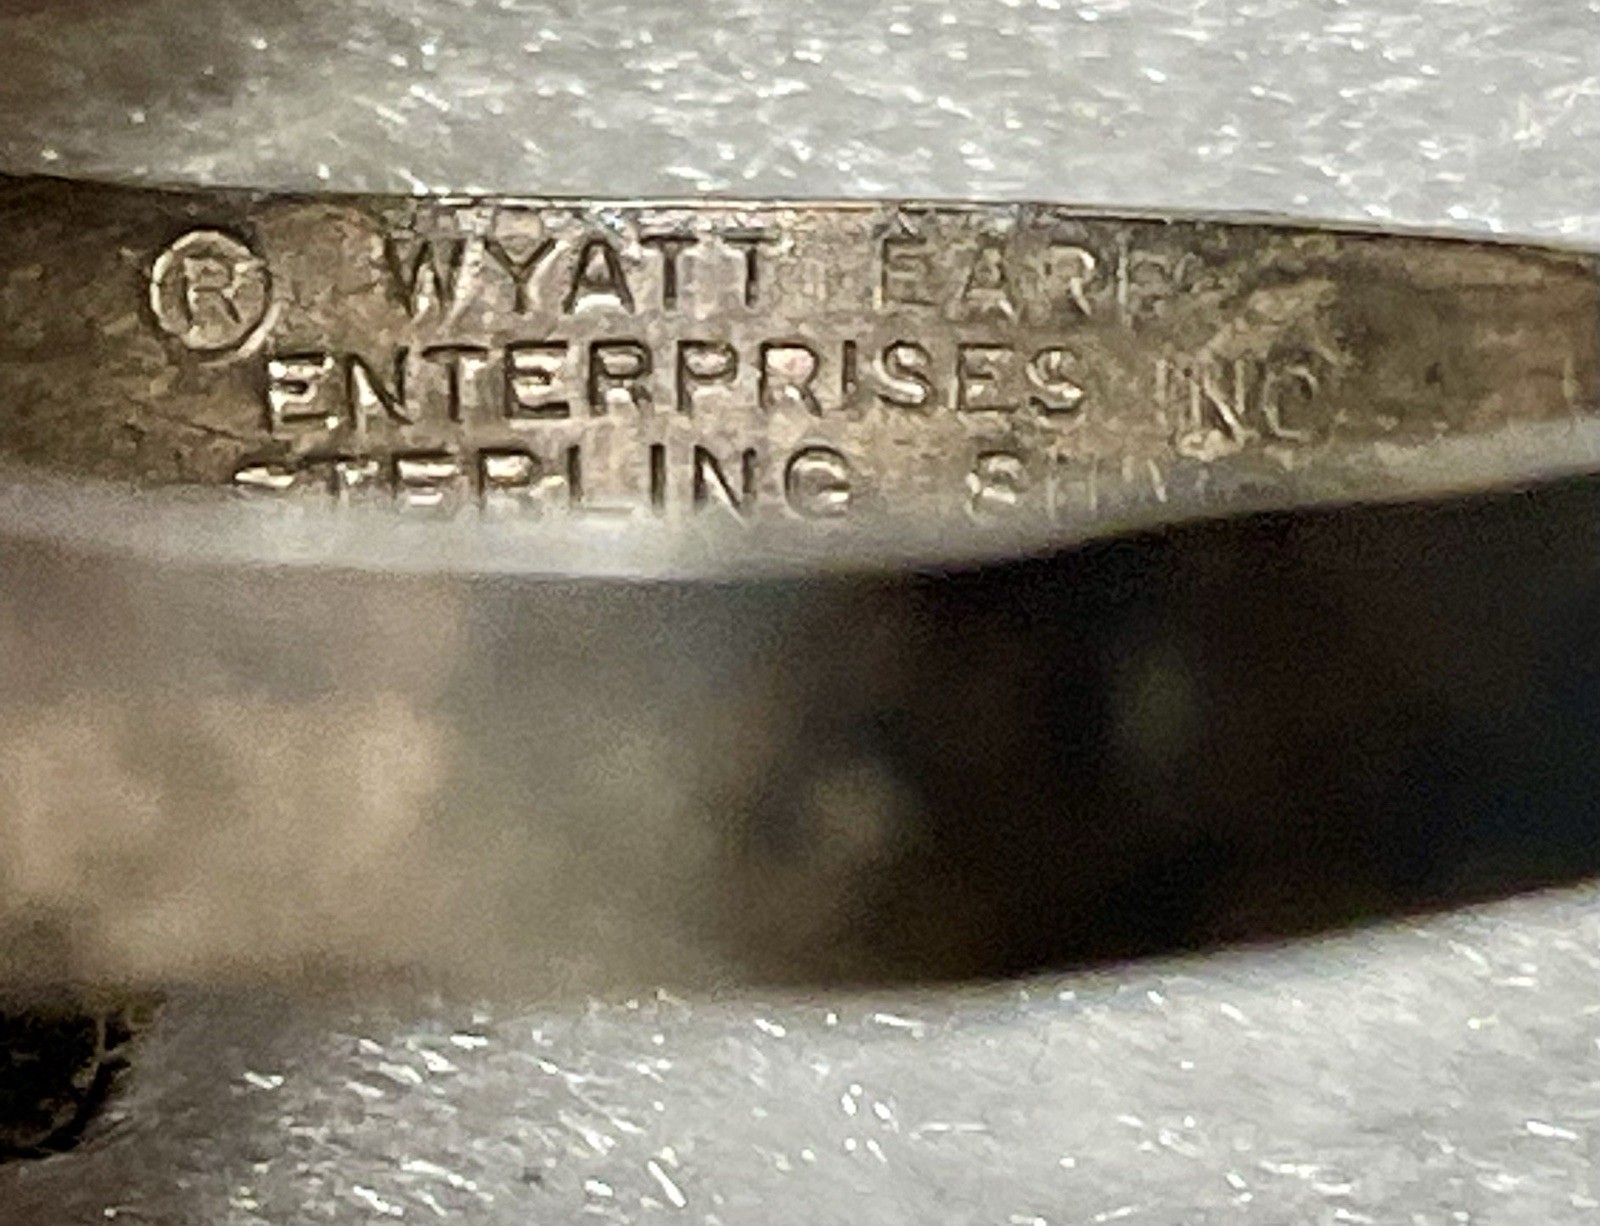 ® WYATT EARP
ENTERPRISES INC
STERLING